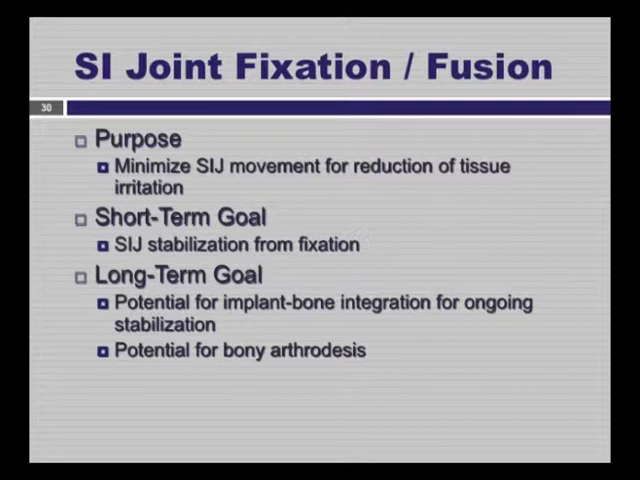 SI Joint Fixation / Fusion
30
Purpose
Minimize SIJ movement for reduction of tissue
irritation
Short-Term Goal
SIJ stabilization from fixation
Long-Term Goal
Potential for implant-bone integration for ongoing
stabilization
Potential for bony arthrodesis